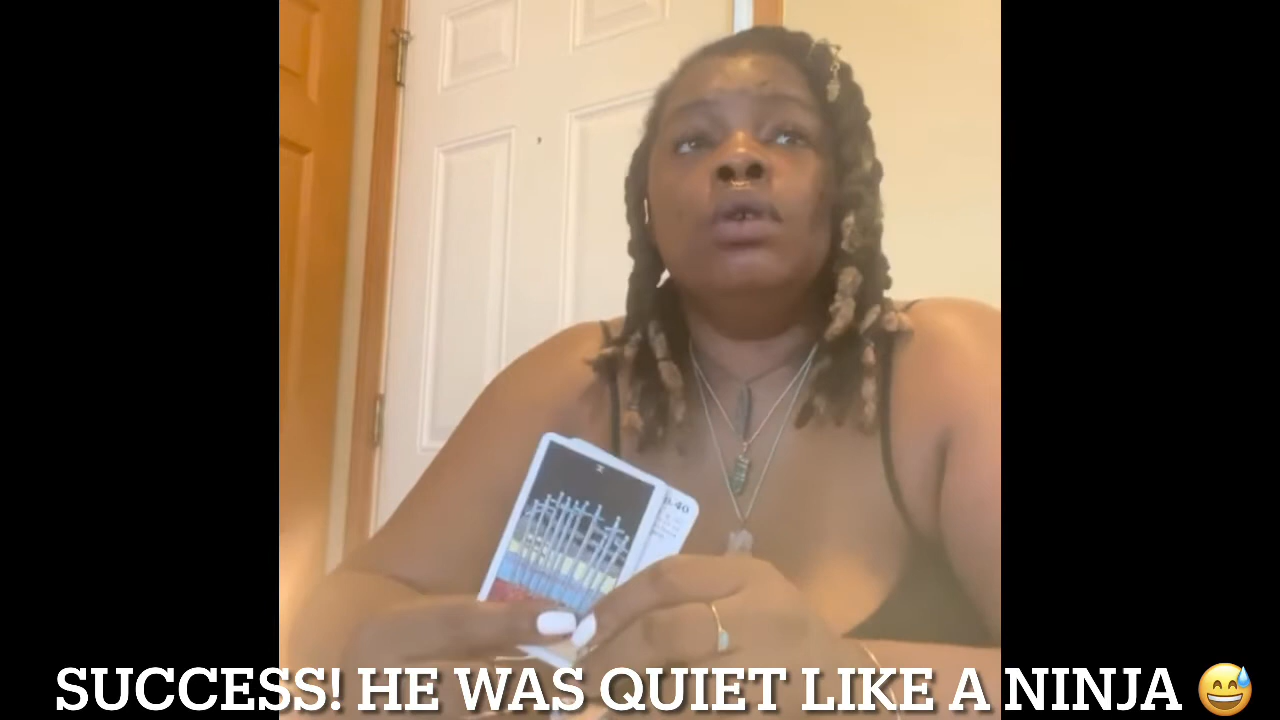 X
SUCCESS! HE WAS QUIET LIKE A NINJA 😅